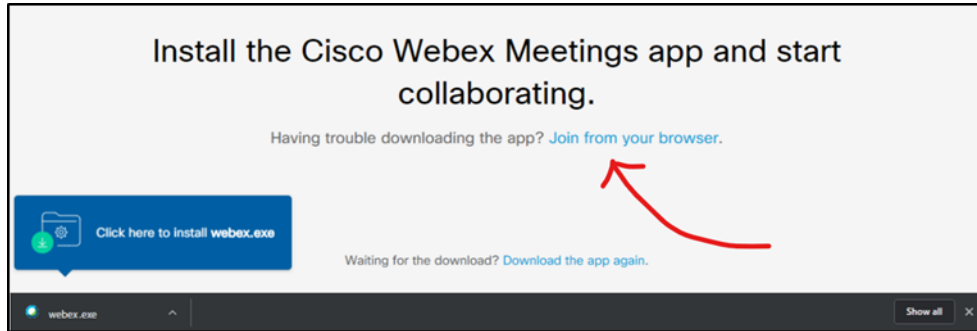 Install the Cisco Webex Meetings app and start
collaborating.
Having trouble downloading the app? Join from your browser.
Click here to install webex.exe
Waiting for the download? Download the app again.
webex.exe
Show all